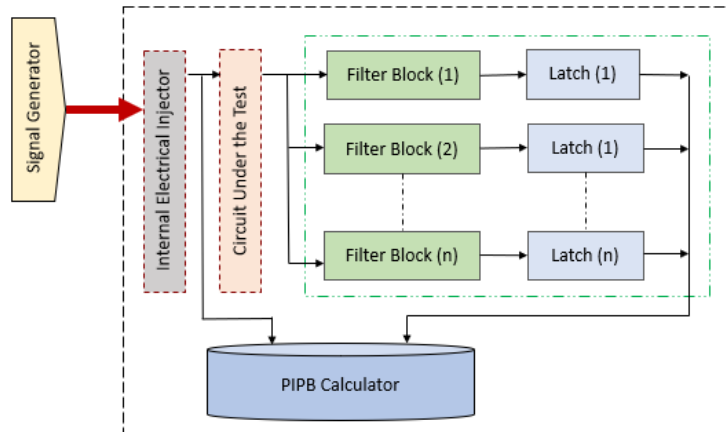 Signal Generator
Internal Electrical Injector
Circuit Under the Test
Filter Block (1)
Latch (1)
Filter Block (2)
Latch (1)
Filter Block (n)
Latch (n)
PIPB Calculator